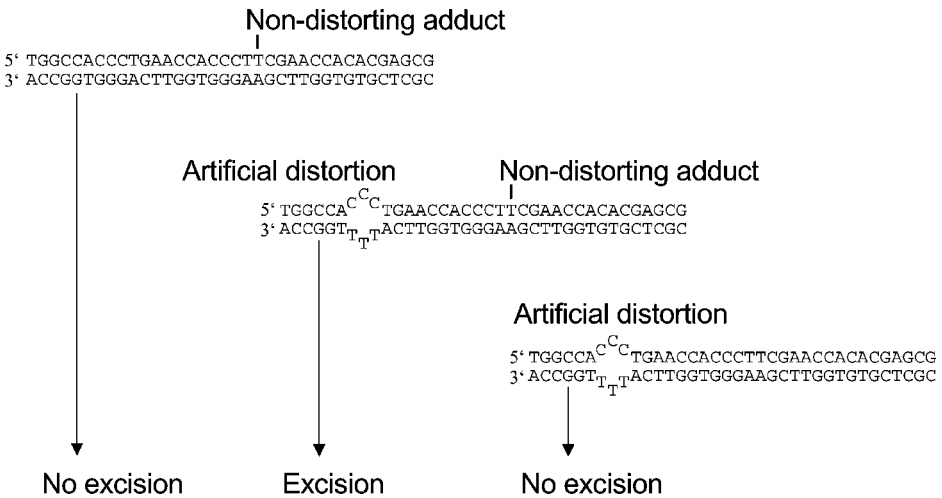 Non-distorting adduct
5‘ TGGCCACCCTGAACCACCCTTCGAACCACACGAGCG
3‘ ACCGGTGGGACTTGGTGGGAAGCTTGGTGTGCTCGC
Artificial distortion Non-distorting adduct
5‘ TGGCCACCCTGAACCACCCTTCGAACCACACGAGCG
3‘ ACCGGTTTTACTTGGTGGGAAGCTTGGTGTGCTCGC
Artificial distortion
5‘ TGGCCACCCTGAACCACCCTTCGAACCACACGAGCG
3‘ ACCGGTTTTACTTGGTGGGAAGCTTGGTGTGCTCGC
No excision Excision No excision